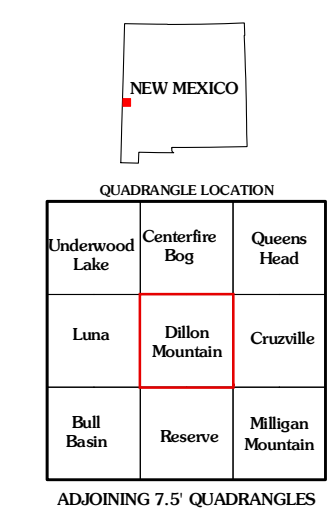 NEW MEXICO
QUADRANGLE LOCATION
Underwood
Lake
Centerfire
Bog
Queens
Head
Luna
Dillon
Mountain
Cruzville
Bull
Basin
Reserve
Milligan
Mountain
ADJOINING 7.5' QUADRANGLES